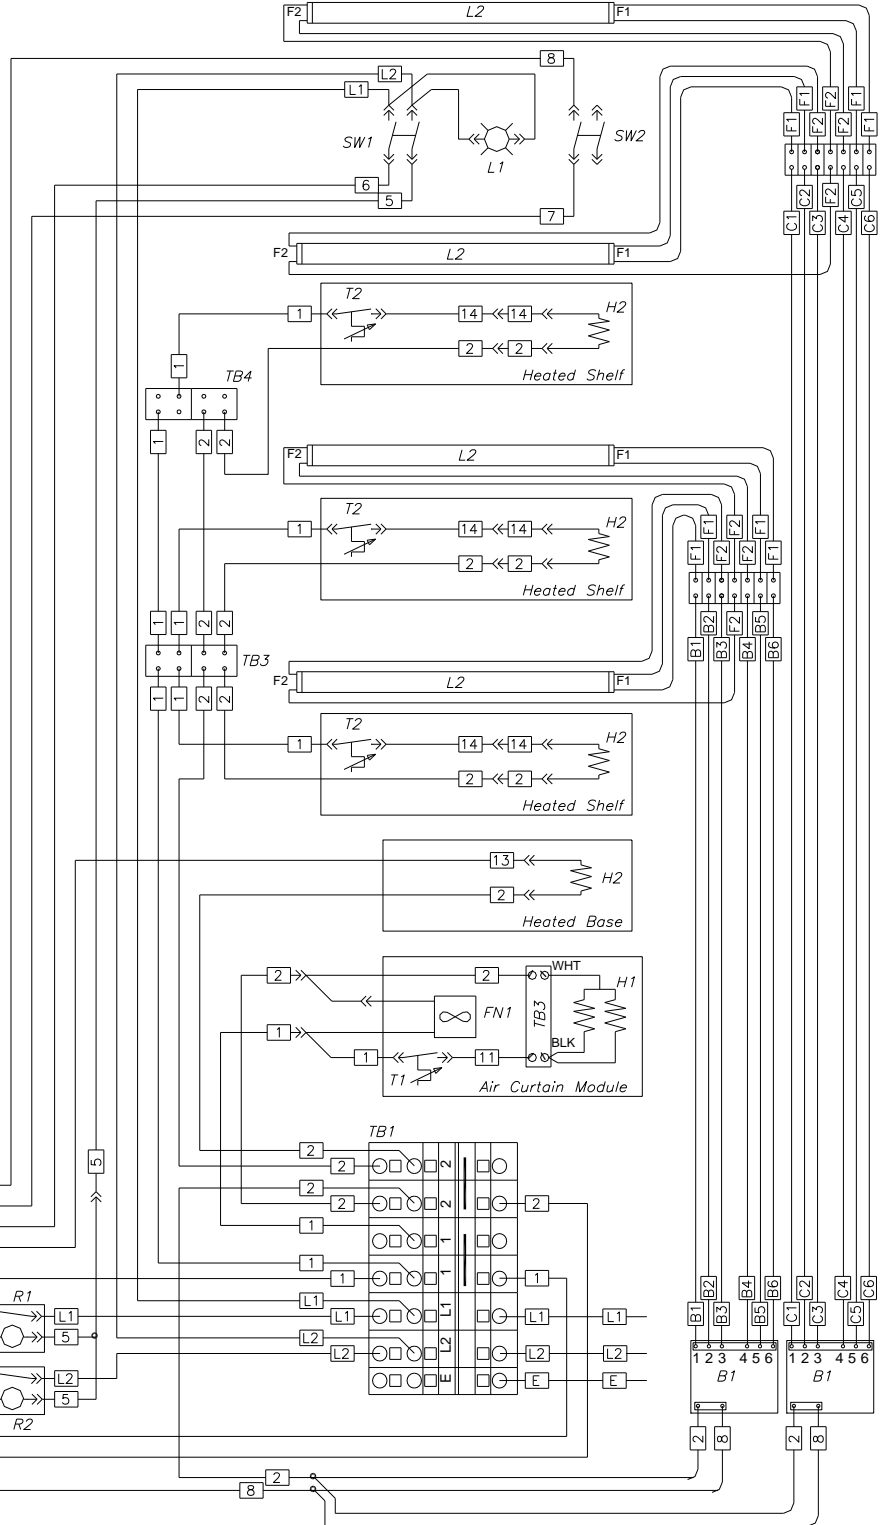 F2 L2 F1
8
L2
L1
F1 F1 F2 F2 F2 F1 F1
SW1 L1 SW2
6
5
7
C1 C2 C3 F2 C4 C5 C6
F2 L2 F1
T2 H2
1 14 14
2 2
Heated Shelf
1
TB4
1 2 2
F2 L2 F1
T2 H2
1 14 14
2 2
Heated Shelf
F1 F1 F2 F2 F2 F1 F1
1 1 2 2
TB3
B1 B2 B3 F2 B4 B5 B6
F2 L2 F1
1 1 2 2
T2 H2
1 14 14
2 2
Heated Shelf
13
H2
2
Heated Base
2 2 WHT
H1
FN1 TB3
1
BLK
1 11
T1
Air Curtain Module
TB1
2
5 2 2
2
2 2 2
1
1
1
1 1 1
R1
L1 L1
L1 L1 L1 L1
5
L2
L2 L2 L2 L2
L2
E E E
5
R2
B1 B2 B3 B4 B5 B6
C1 C2 C3 C4 C5 C6
1 2 3 4 5 6
1 2 3 4 5 6
B1 B1
2 8 2 8
2
8